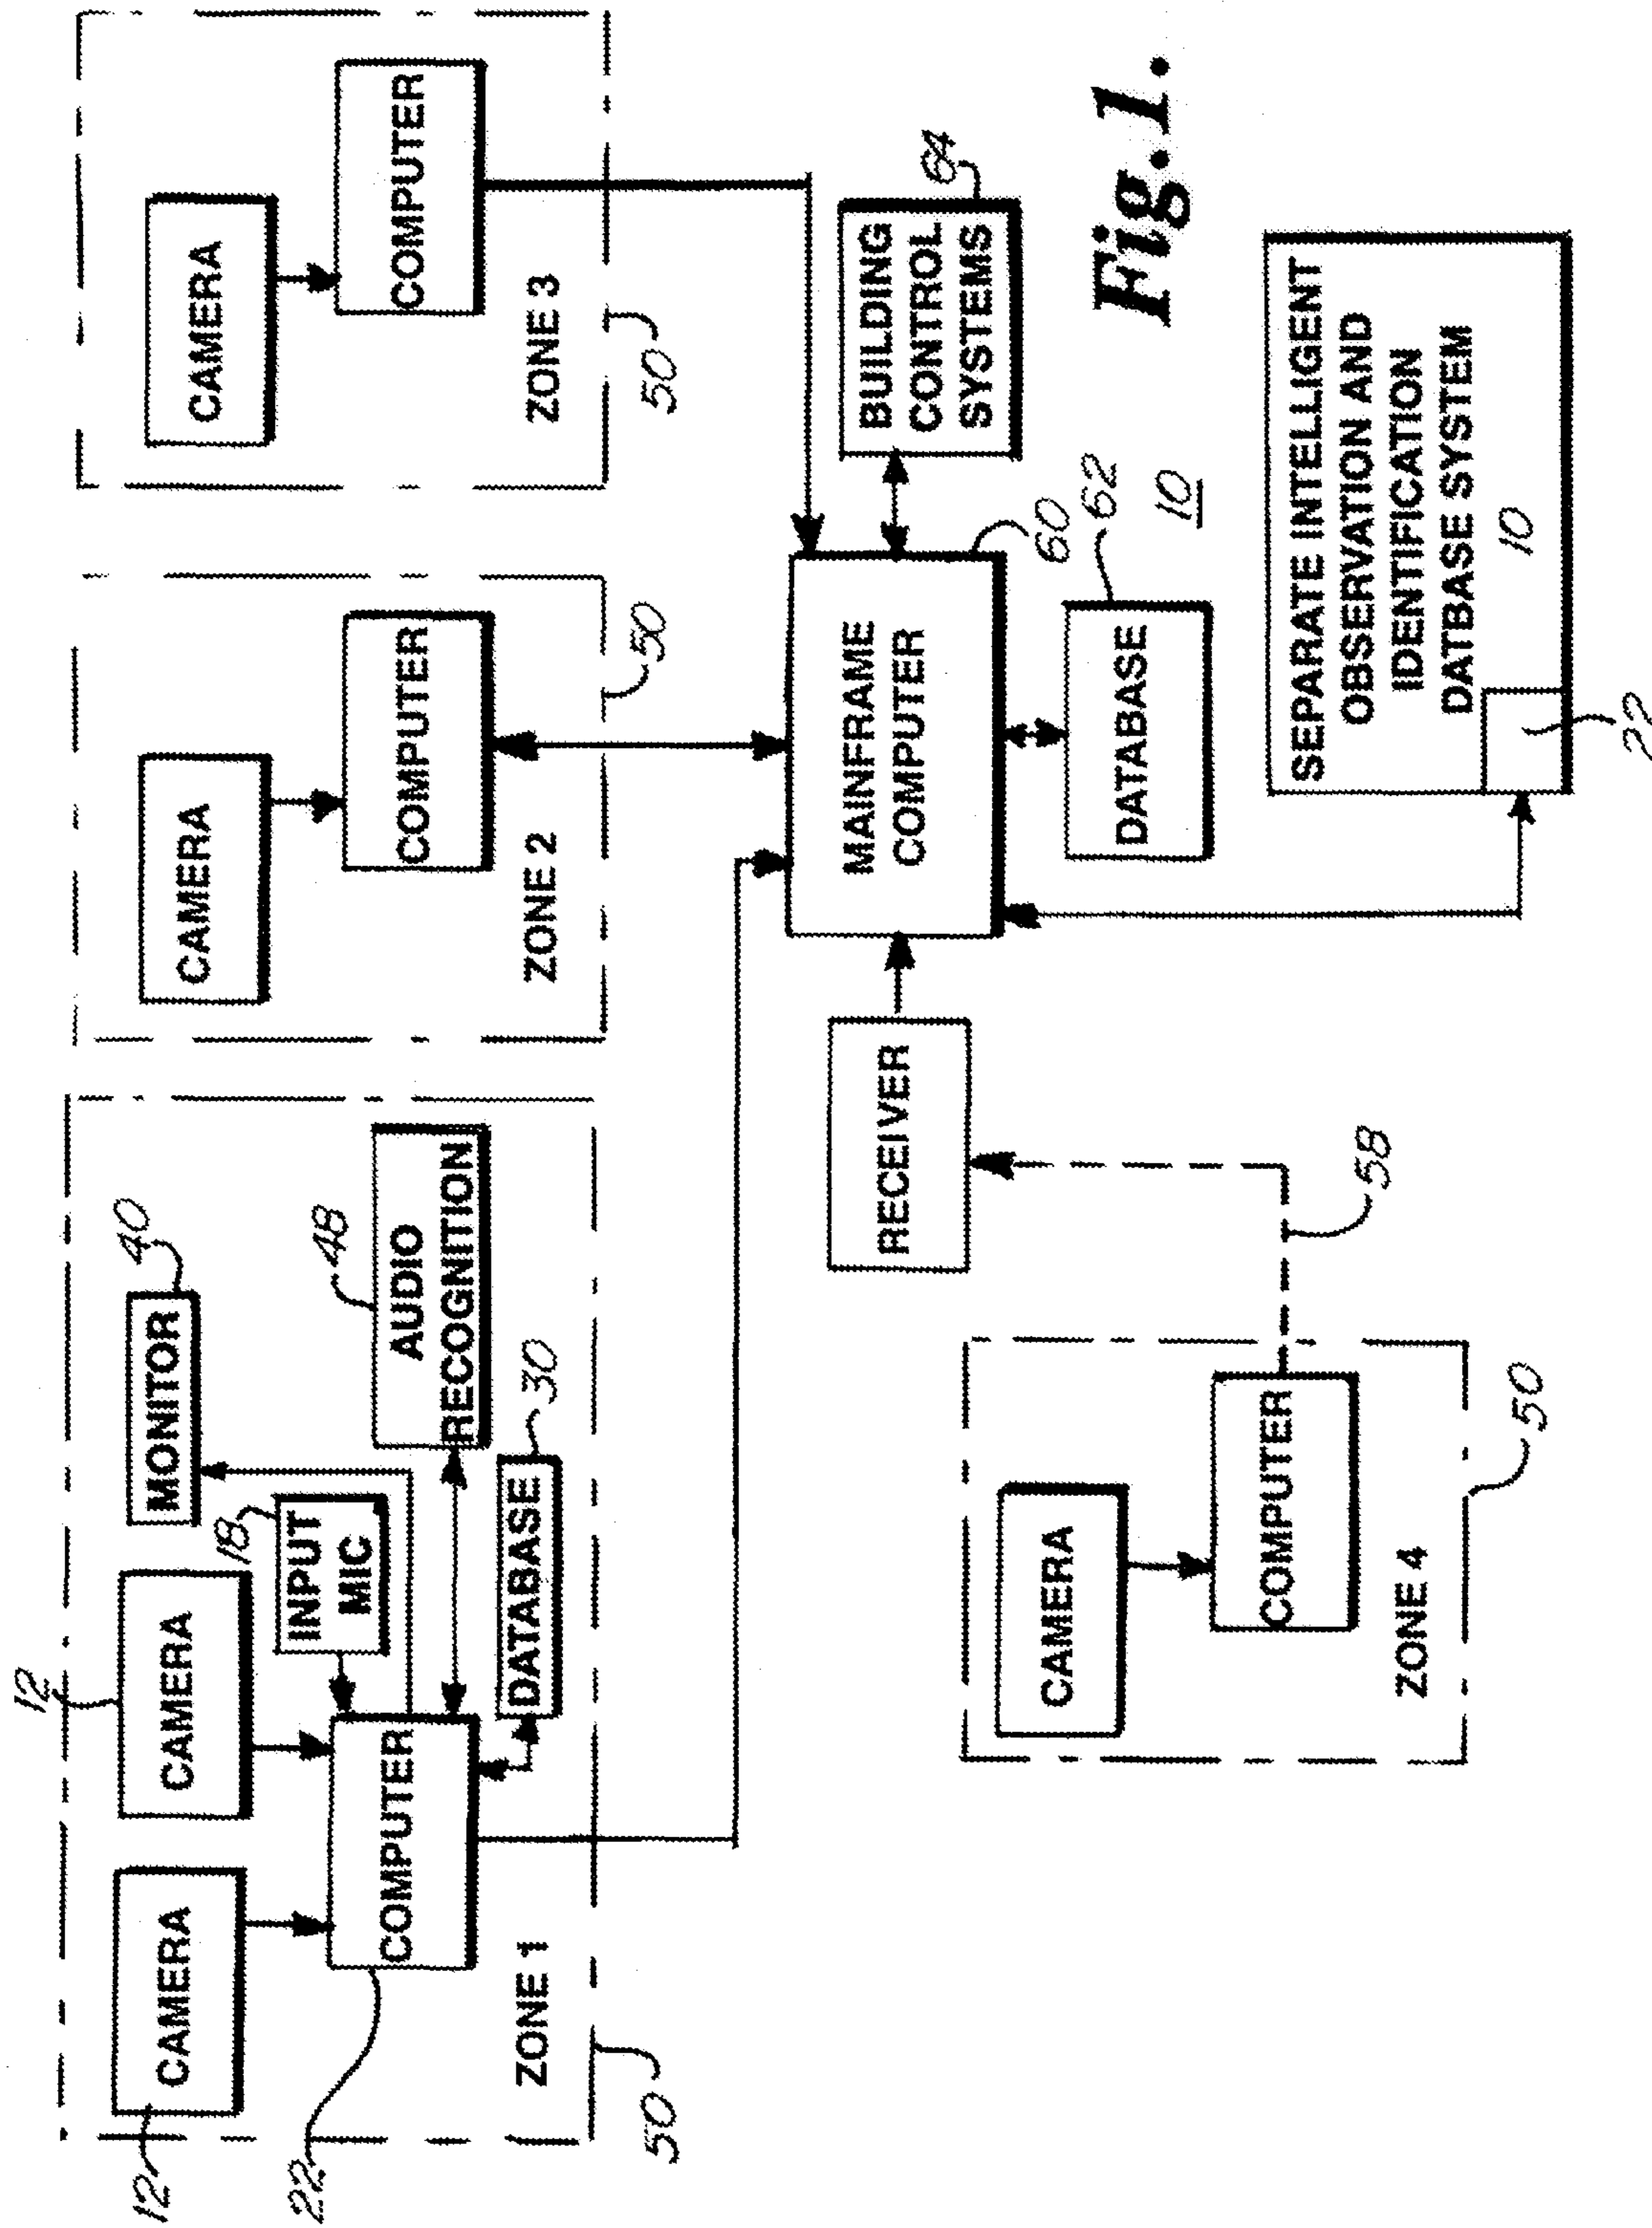 12
CAMERA
12
CAMERA
40
MONITOR
18
INPUT
MIC
48
AUDIO
RECOGNITION
22
COMPUTER
DATABASE
30
ZONE 1
50
CAMERA
COMPUTER
ZONE 2
50
CAMERA
COMPUTER
ZONE 3
50
RECEIVER
MAINFRAME
COMPUTER
60
BUILDING
CONTROL
SYSTEMS
64
DATABASE
62
10
Fig. 1.
CAMERA
COMPUTER
ZONE 4
50
58
SEPARATE INTELLIGENT
OBSERVATION AND
IDENTIFICATION
DATBASE SYSTEM
10
22